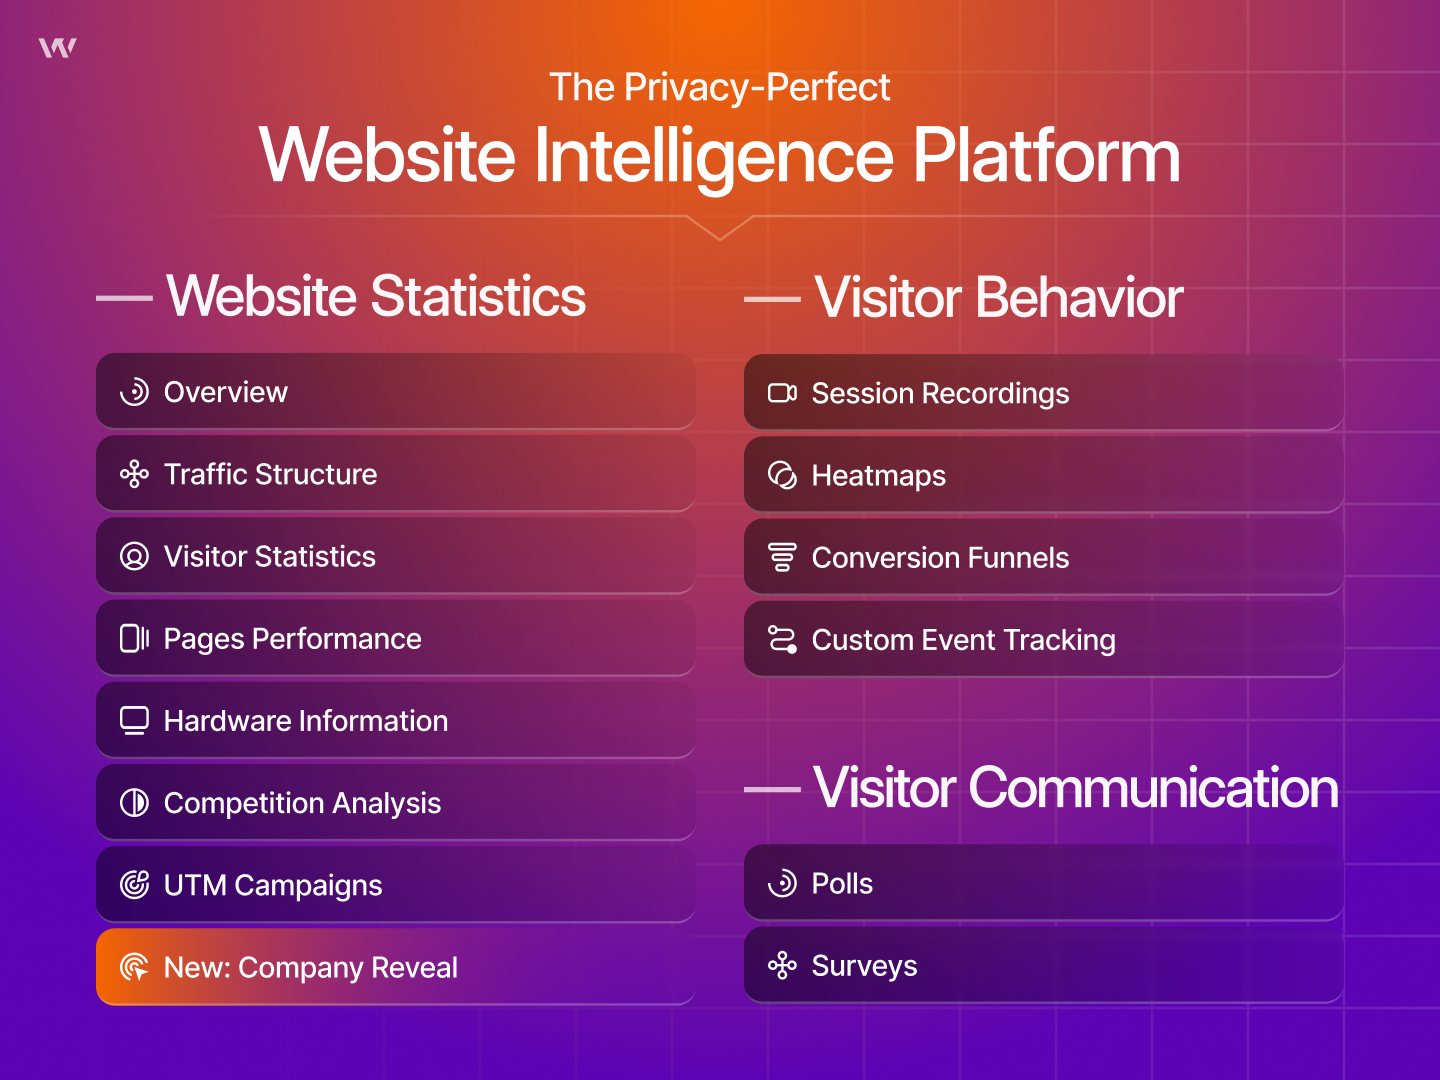 The Privacy-Perfect
Website Intelligence Platform
Website Statistics
Overview
Traffic Structure
Visitor Statistics
Pages Performance
Hardware Information
Competition Analysis
UTM Campaigns
New: Company Reveal
Visitor Behavior
Session Recordings
Heatmaps
Conversion Funnels
Custom Event Tracking
Visitor Communication
Polls
Surveys